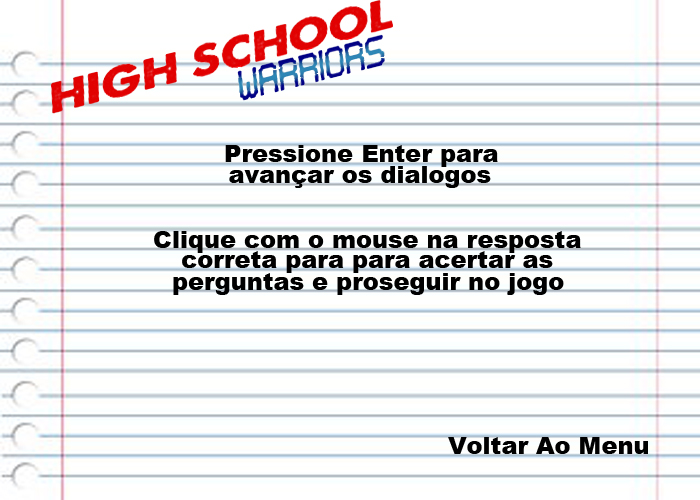 HIGH SCHOOL
WARRIORS
Pressione Enter para
avançar os dialogos
Clique com o mouse na resposta
correta para para acertar as
perguntas e proseguir no jogo
Voltar Ao Menu